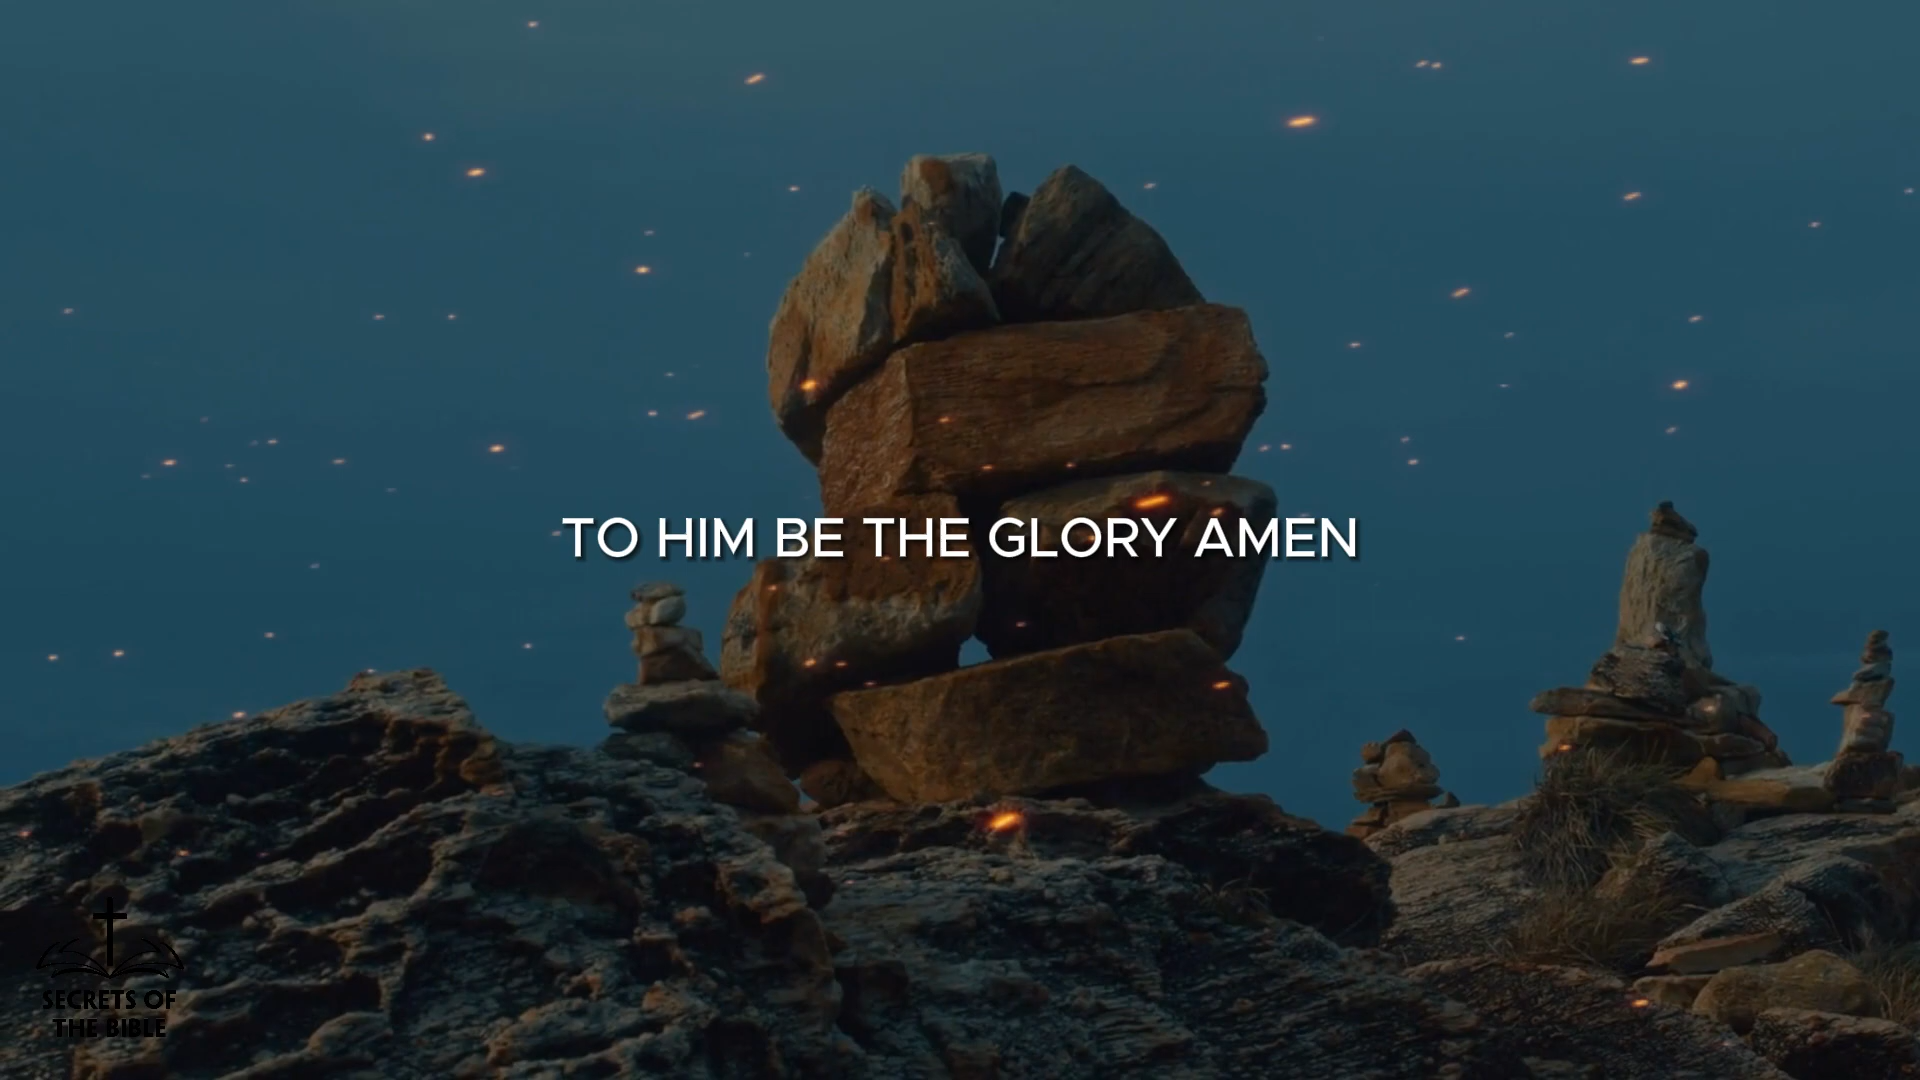 TO HIM BE THE GLORY AMEN
SECRETS OF
THE BIBLE